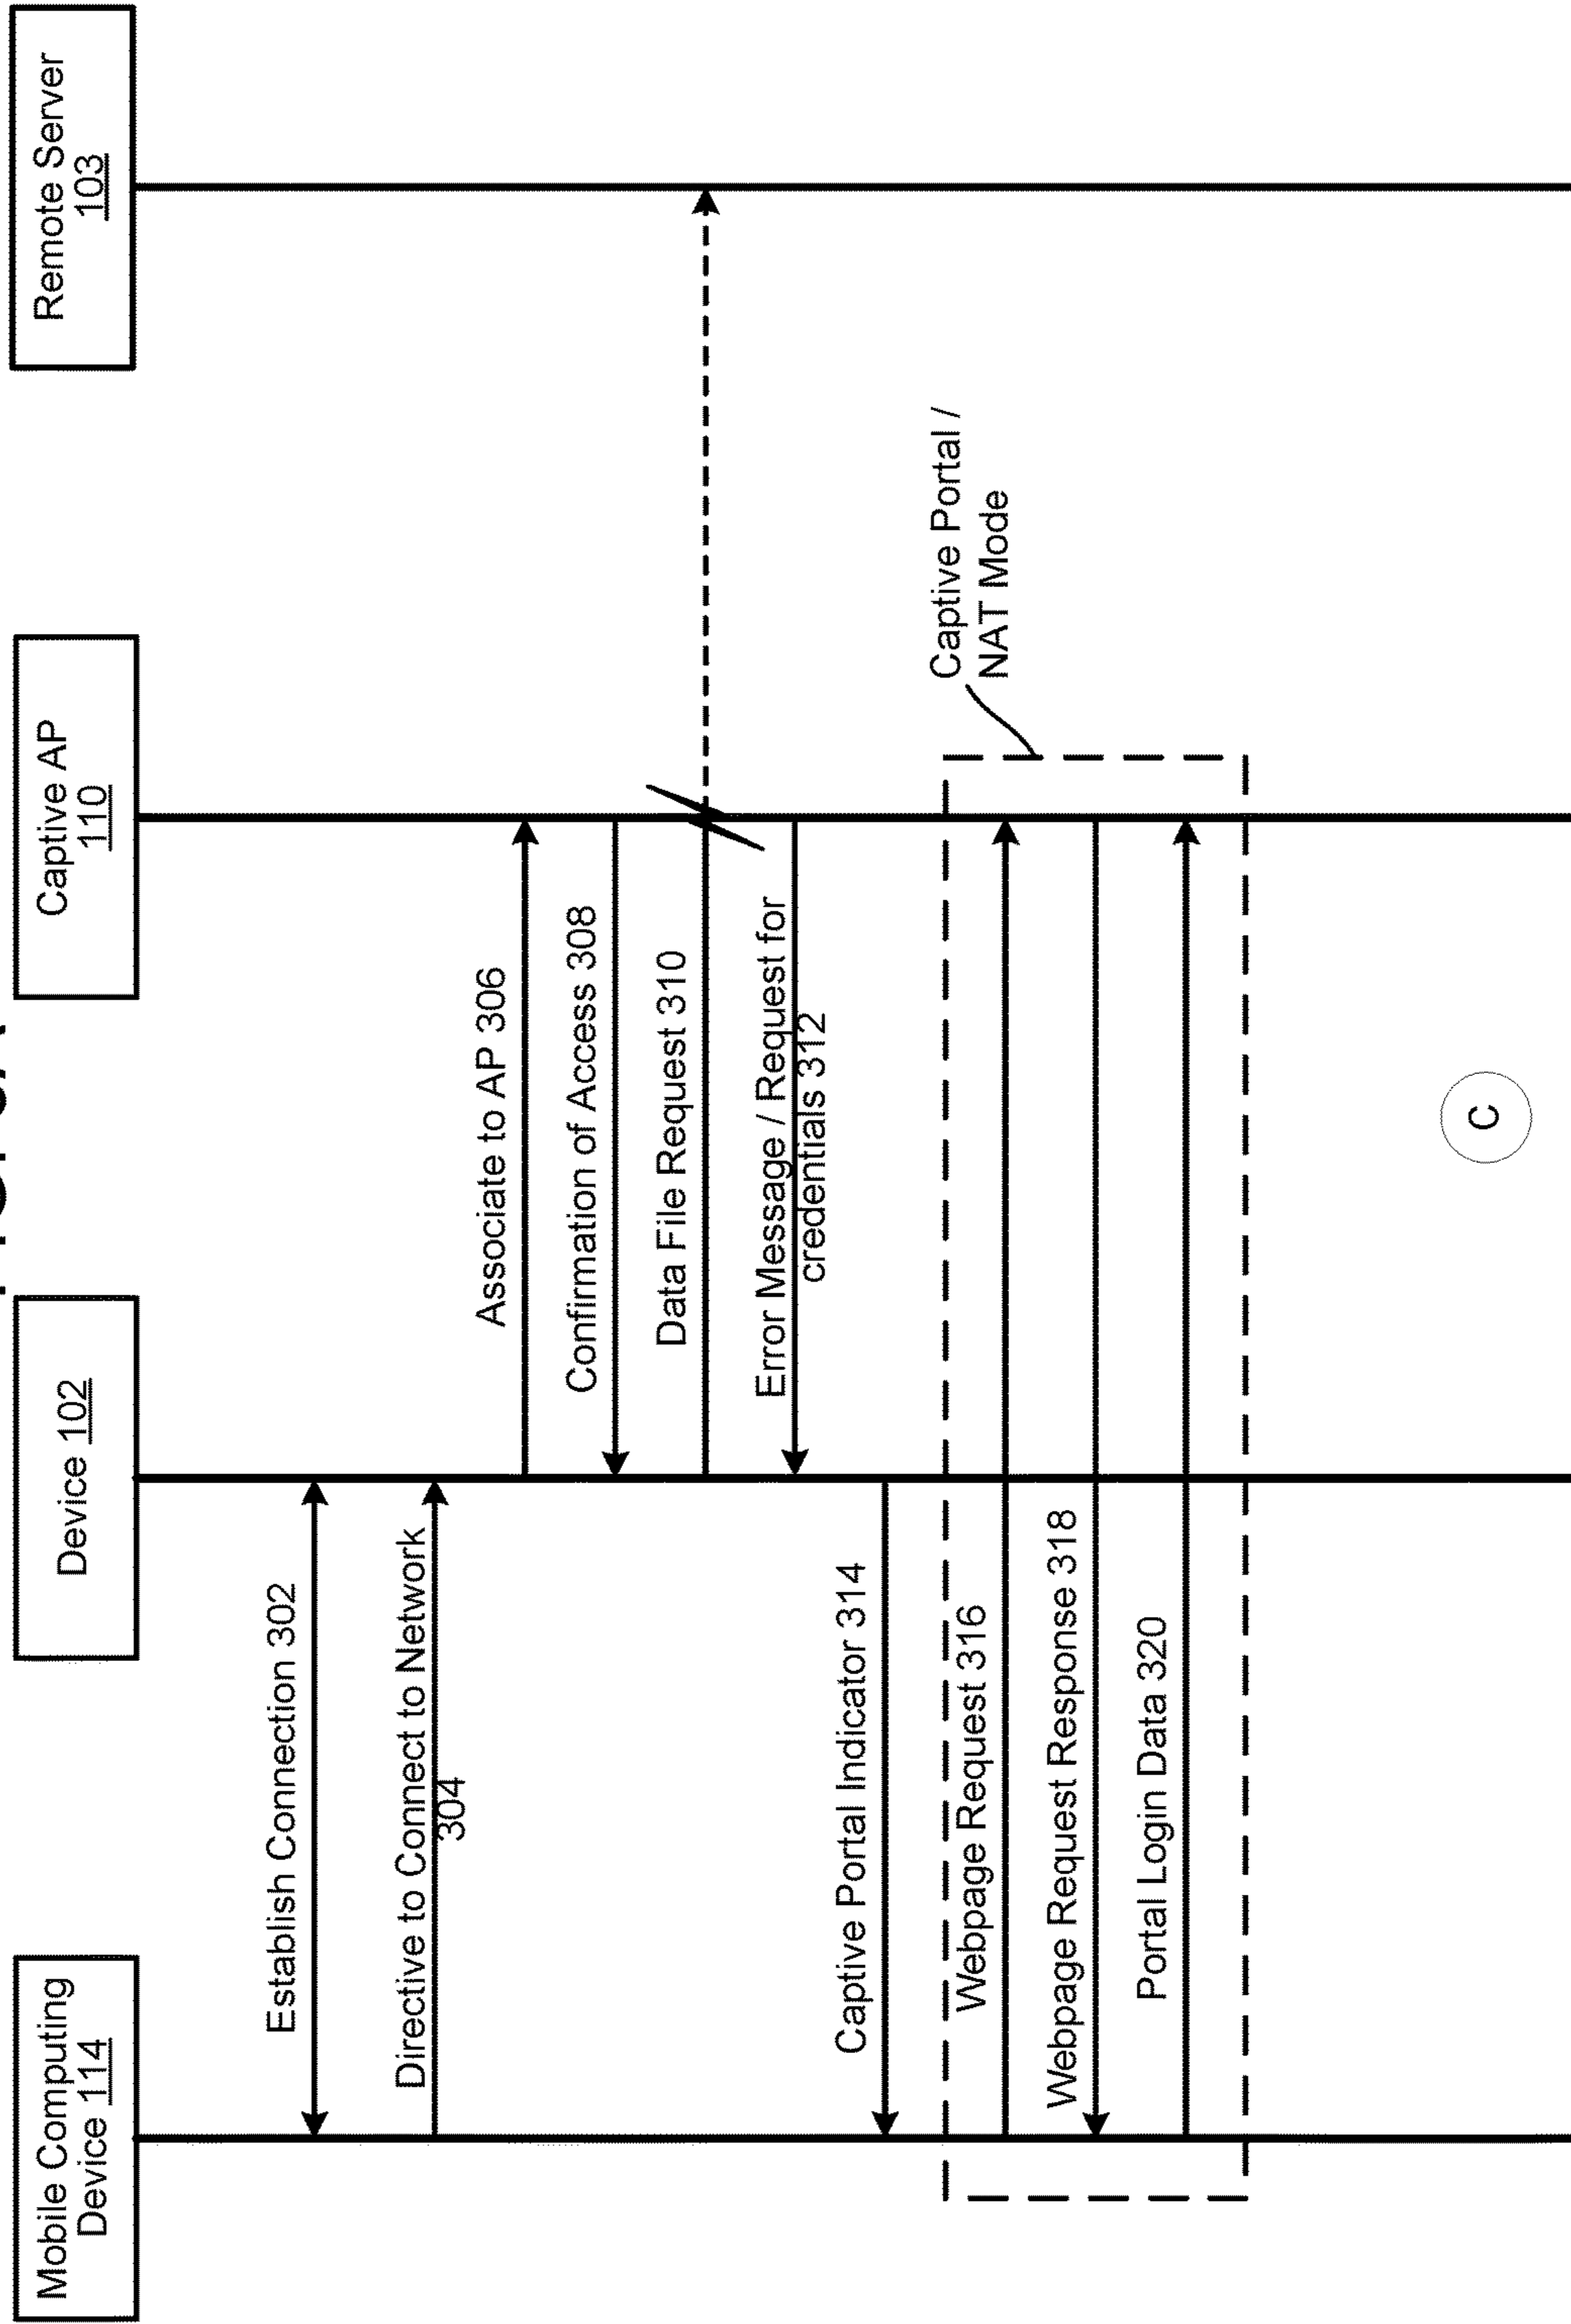 Mobile Computing
Device 114
Device 102
Captive AP
110
Remote Server
103
Establish Connection 302
Directive to Connect to Network
304
Associate to AP 306
Confirmation of Access 308
Data File Request 310
Error Message / Request for
credentials 312
Captive Portal Indicator 314
Captive Portal /
NAT Mode
Webpage Request 316
Webpage Request Response 318
Portal Login Data 320
C